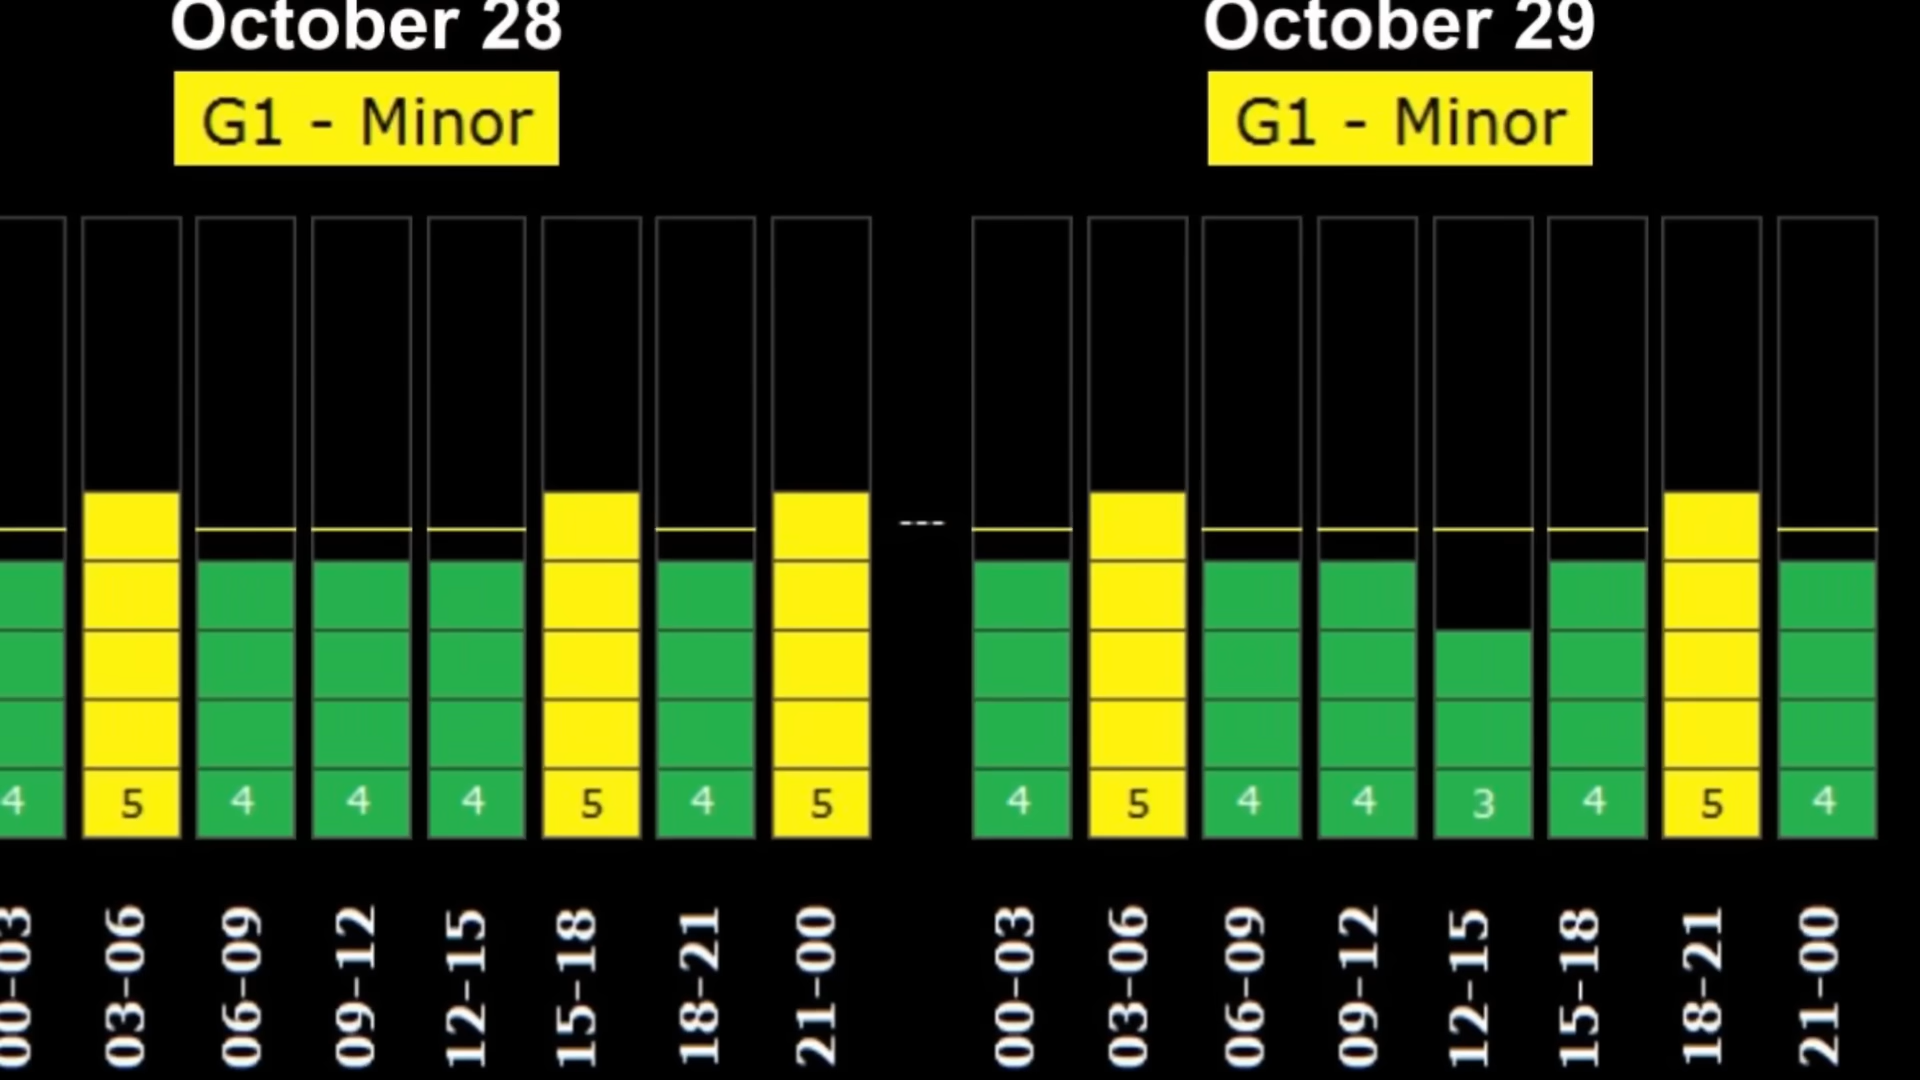 October 28 October 29
G1 - Minor G1 - Minor
---
4 5 4 4 4 5 4 5 4 5 4 4 3 4 5 4
00-03 03-06 06-09 09-12 12-15 15-18 18-21 21-00 00-03 03-06 06-09 09-12 12-15 15-18 18-21 21-00